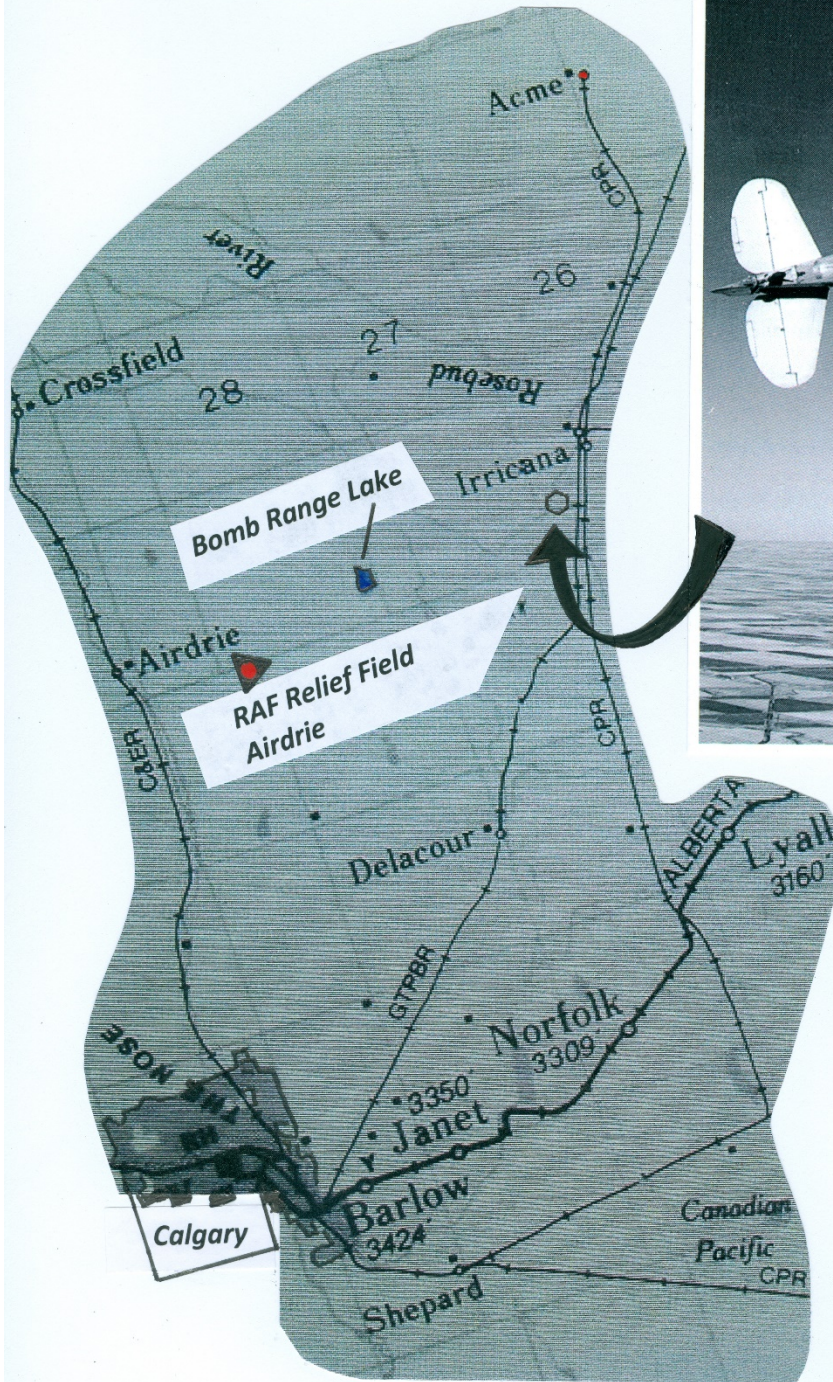 Acme
CPR
River
26
27
Rosebud
Crossfield
28
Irricana
Bomb Range Lake
Airdrie
RAF Relief Field
Airdrie
C&ER
CPR
Delacour
ALBERTA
Lyall
3160'
GTPBR
Norfolk
3309'
THE NOSE
3350'
Janet
Barlow
3424'
Calgary
Canadian
Pacific
CPR
Shepard